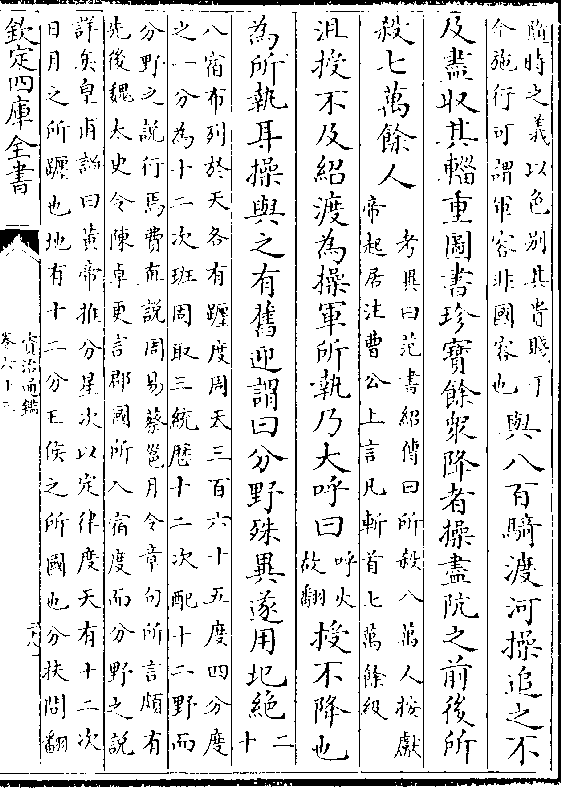 臨時之義以色別其貴賤耳
今施行可謂軍容非國容也
與八百騎渡河操追之不
及盡收其輜重圖書珍寶餘衆降者操盡阬之前後所
殺七萬餘人
考異曰范書紹傳曰所殺八萬人按獻
帝起居注曹公上言凡斬首七萬餘級
沮授不及紹渡為操軍所執乃大呼曰
呼火
故翻
授不降也
為所執耳操與之有舊迎謂曰分野殊異遂用圮絶
二
十
八宿布列於天各有躔度周天三百六十五度四分度
之一分為十二次班固取三統歷十二次配十二野而
分野之說行焉費直說周易蔡邕月令章句所言頗有
先後魏太史令陳卓更言郡國所入宿度而分野之說
詳矣皇甫謐曰黄帝推分星次以定律度天有十二次
日月之所躔也地有十二分王侯之所國也分扶問翻
欽定四庫全書
資治通鑑
卷六十三